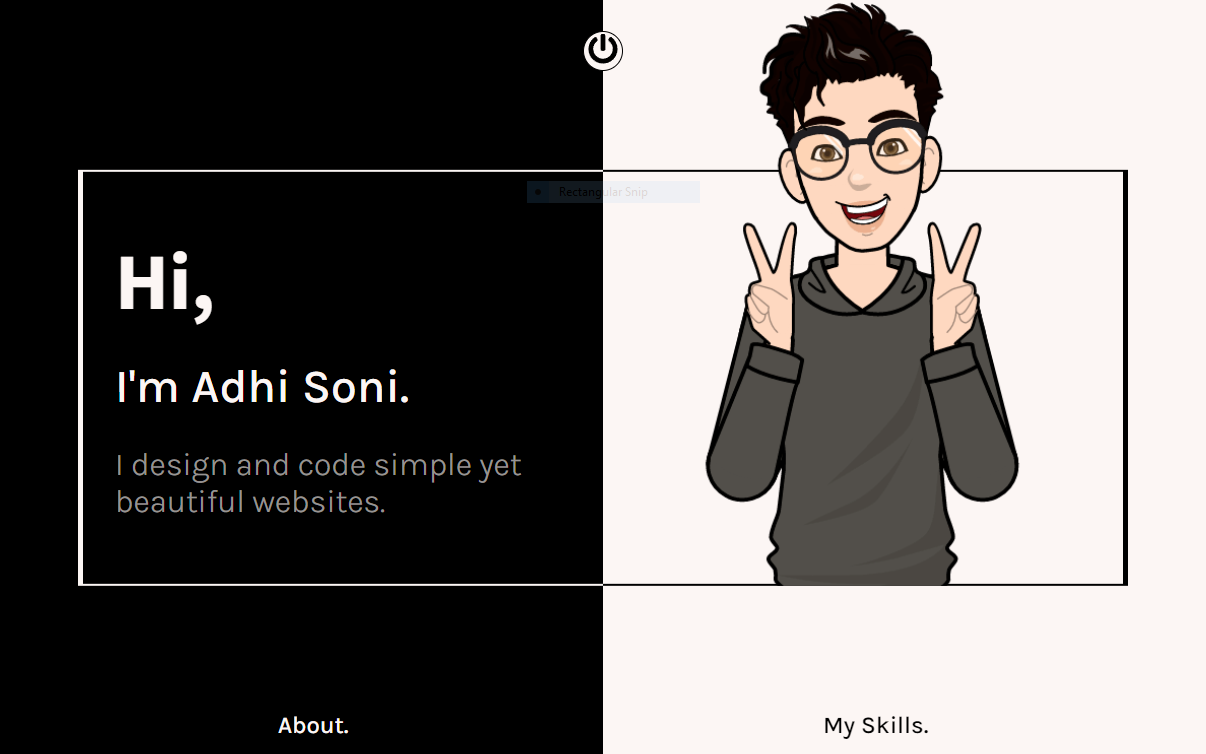 Rectangular Snip
Hi,
I'm Adhi Soni.
I design and code simple yet
beautiful websites.
About.
My Skills.